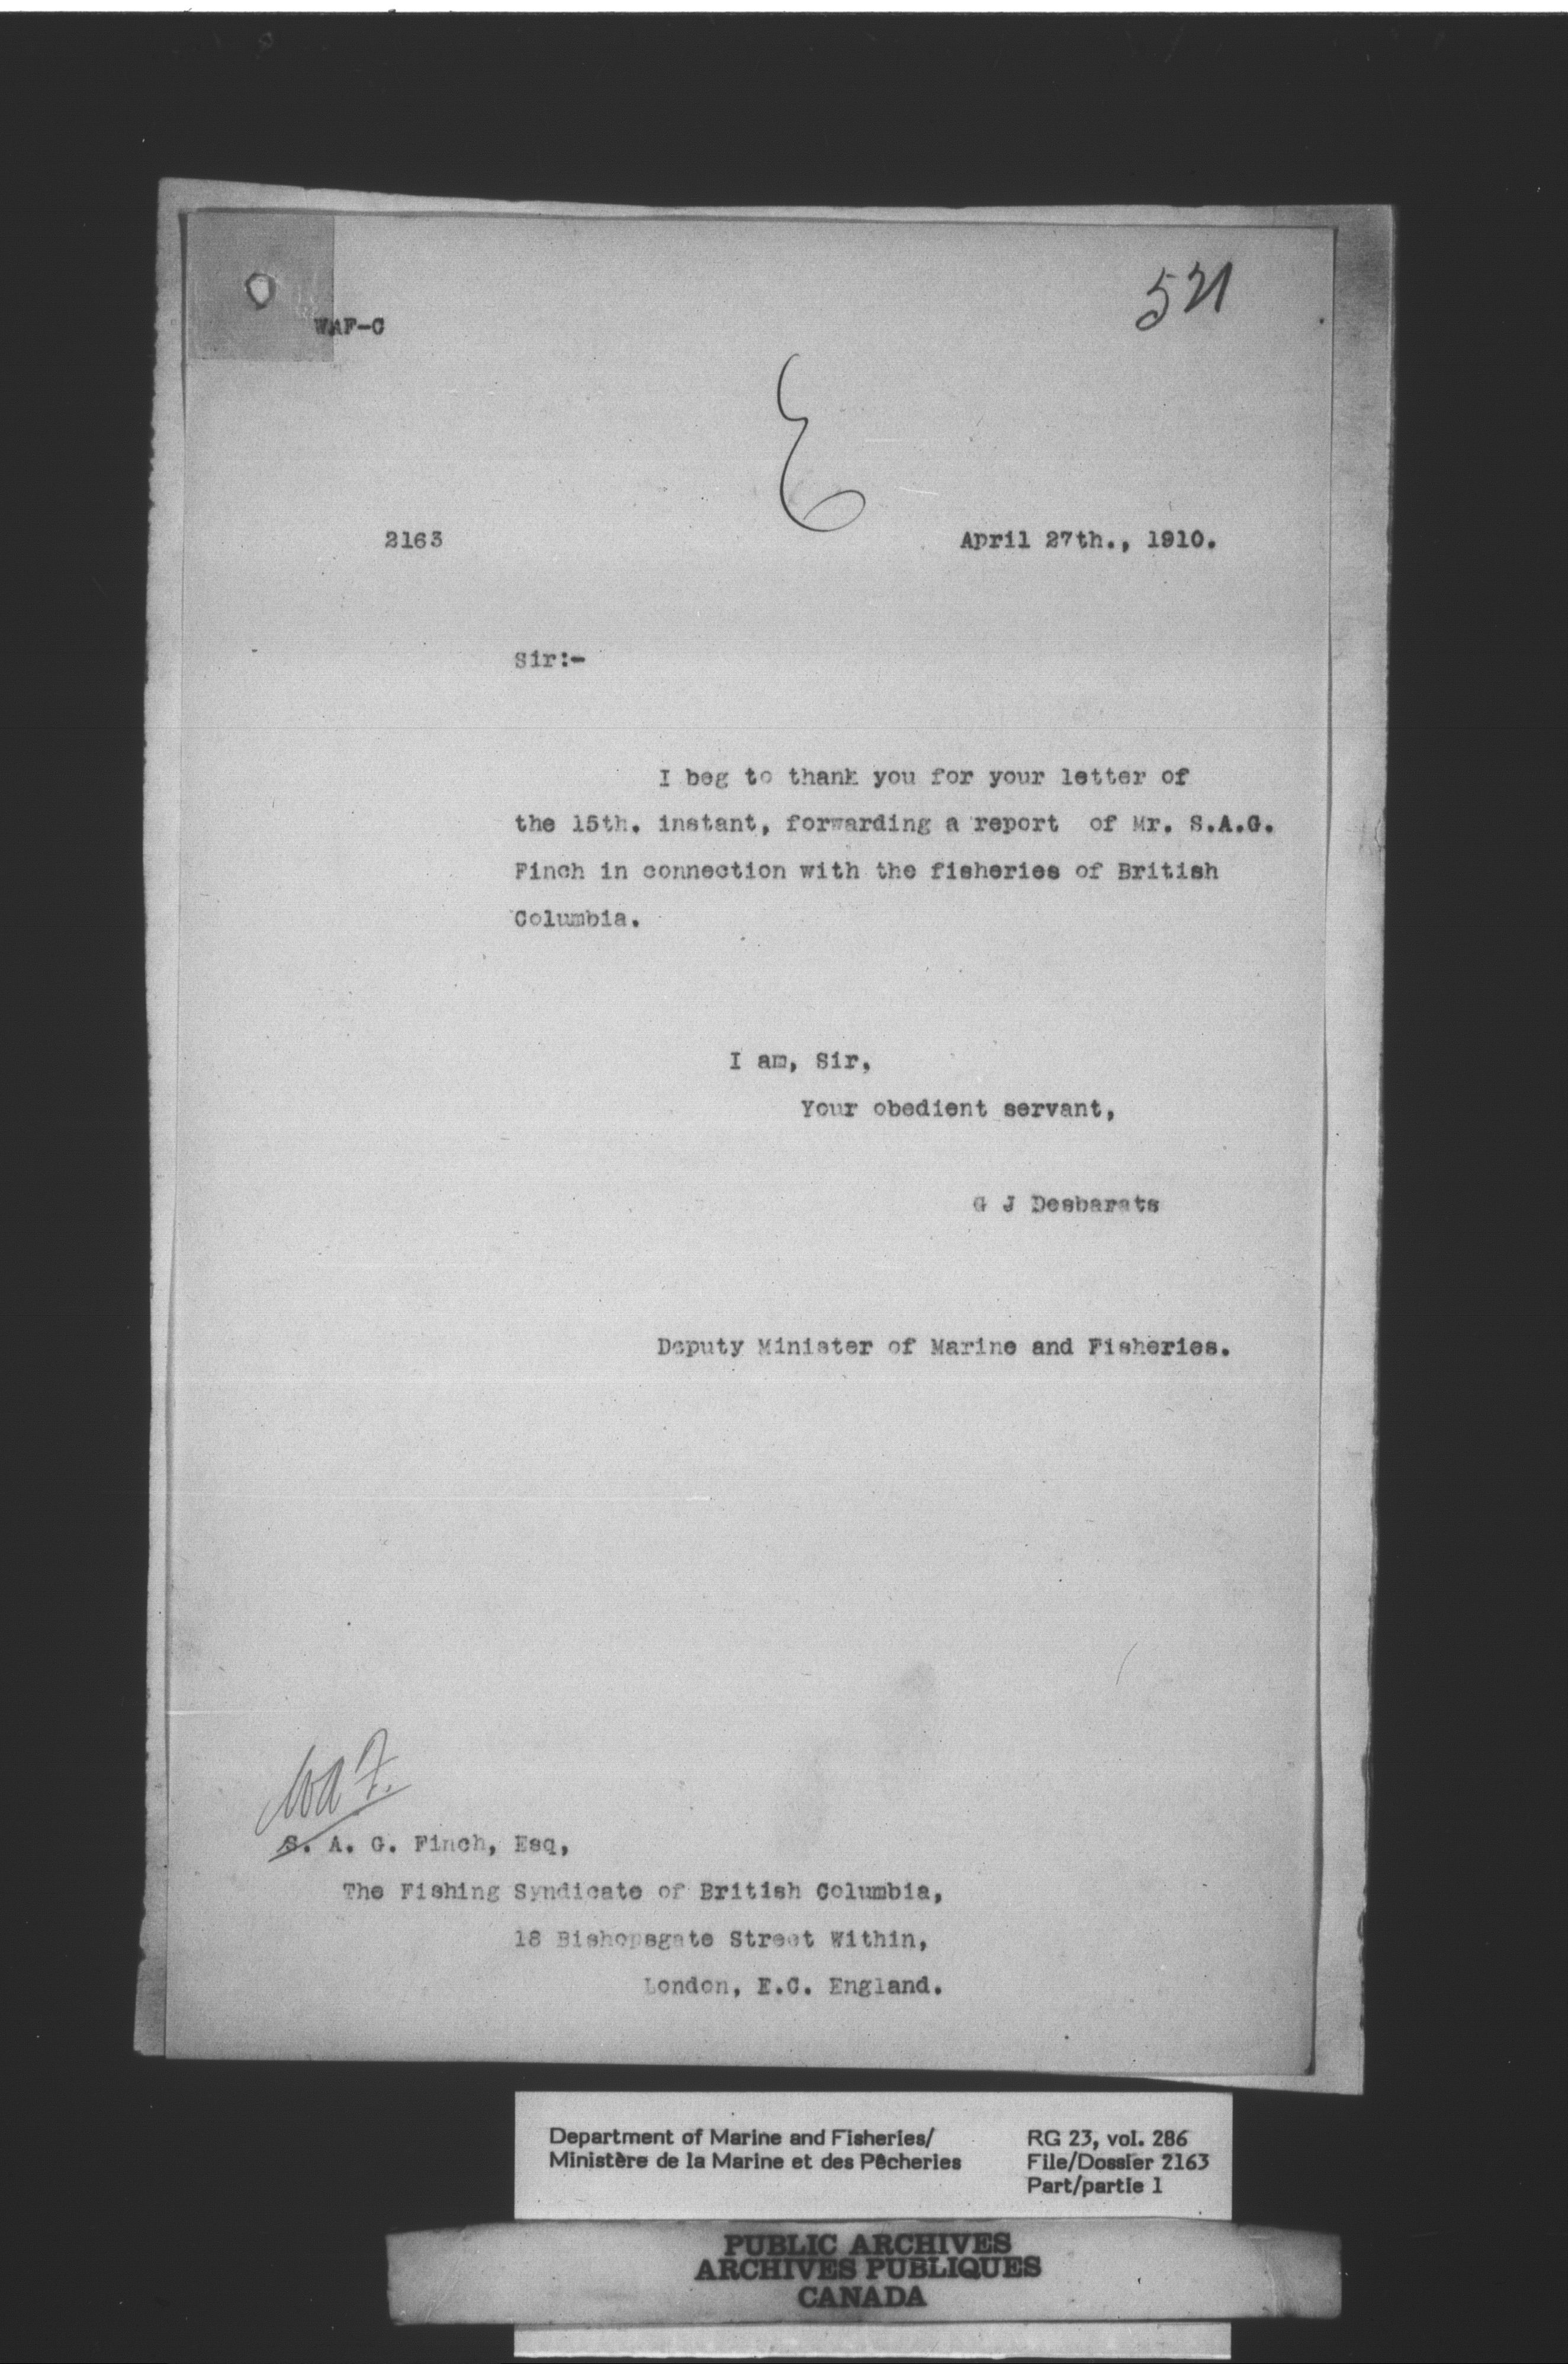 521
WAF-C
E
2163 April 27th., 1910.
Sir:-
I beg to thank you for your letter of
the 15th. instant, forwarding a report of Mr. S.A.G.
Finch in connection with the fisheries of British
Columbia.
I am, Sir,
Your obedient servant,
G J Desbarats
Deputy Minister of Marine and Fisheries.
W A F.
S. A. G. Finch, Esq,
The Fishing Syndicate of British Columbia,
18 Bishopsgate Street Within,
London, E.C. England.
Department of Marine and Fisheries/ RG 23, vol. 286
Ministère de la Marine et des Pêcheries File/Dossier 2163
Part/partie 1
PUBLIC ARCHIVES
ARCHIVES PUBLIQUES
CANADA